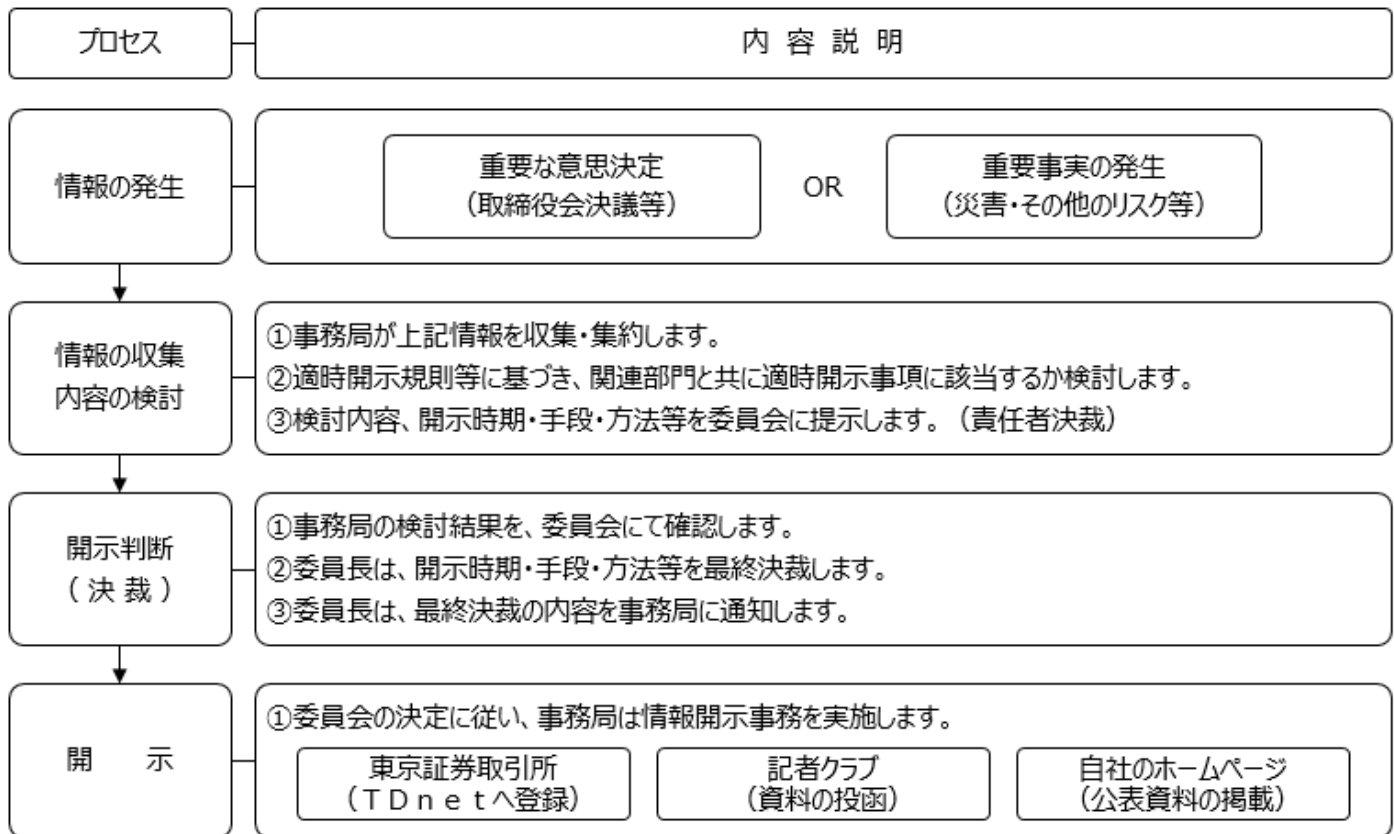 プロセス
内 容 説 明
情報の発生
重要な意思決定
（取締役会決議等）
OR
重要事実の発生
（災害・その他のリスク等）
情報の収集
内容の検討
①事務局が上記情報を収集・集約します。
②適時開示規則等に基づき、関連部門と共に適時開示事項に該当するか検討します。
③検討内容、開示時期・手段・方法等を委員会に提示します。（責任者決裁）
開示判断
（ 決 裁 ）
①事務局の検討結果を、委員会にて確認します。
②委員長は、開示時期・手段・方法等を最終決裁します。
③委員長は、最終決裁の内容を事務局に通知します。
開　　示
①委員会の決定に従い、事務局は情報開示事務を実施します。
東京証券取引所
（ＴＤｎｅｔへ登録）
記者クラブ
（資料の投函）
自社のホームページ
（公表資料の掲載）